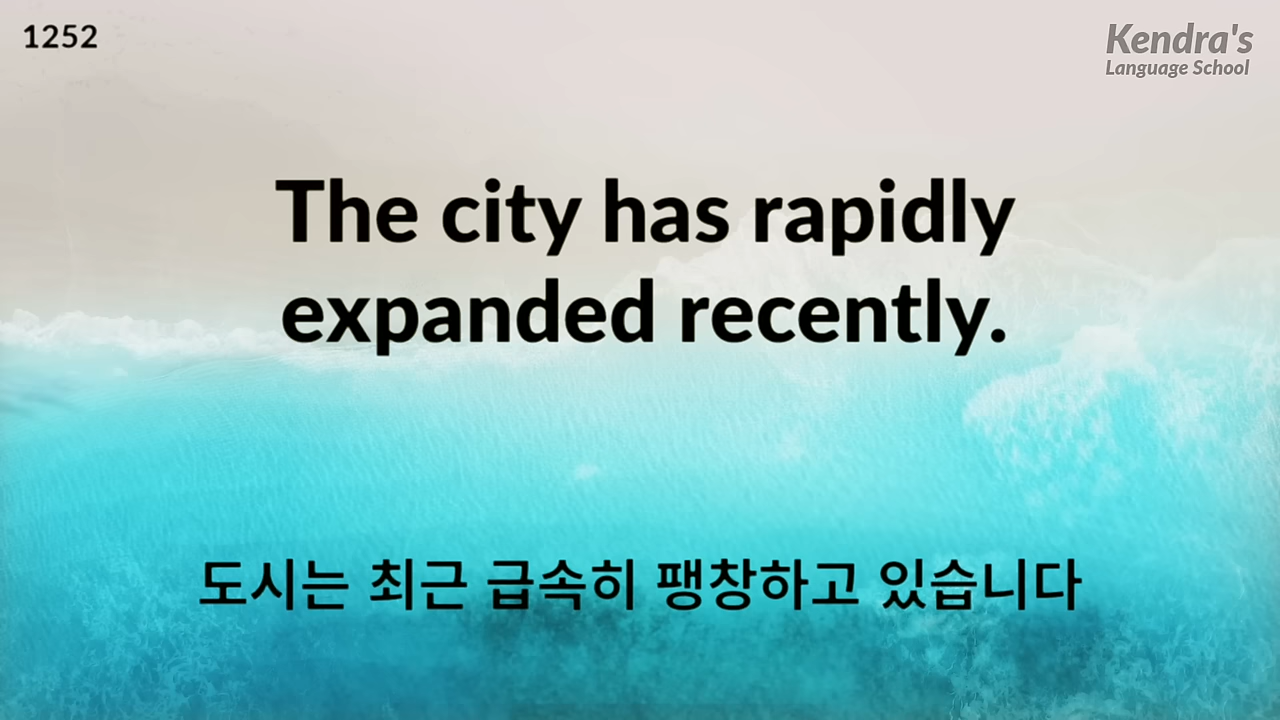 1252
Kendra's
Language School
The city has rapidly
expanded recently.
도시는 최근 급속히 팽창하고 있습니다